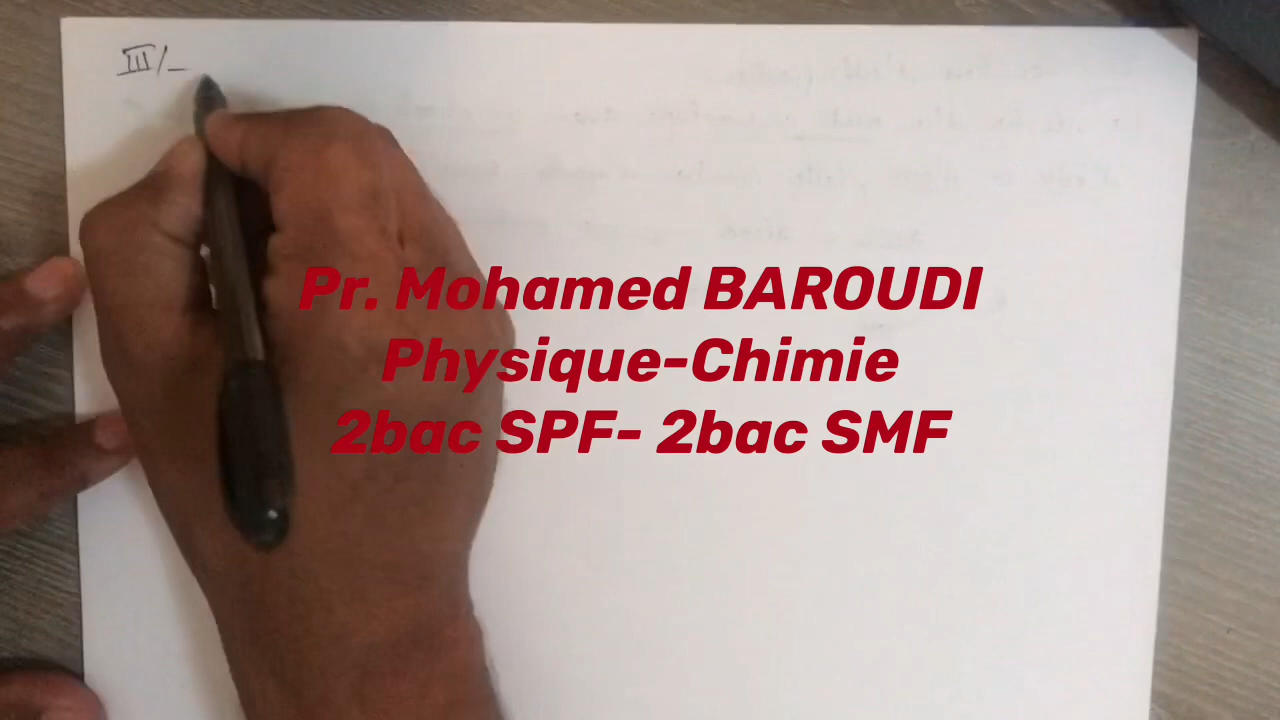 III/-
Pr. Mohamed BAROUDI
Physique-Chimie
2bac SPF- 2bac SMF